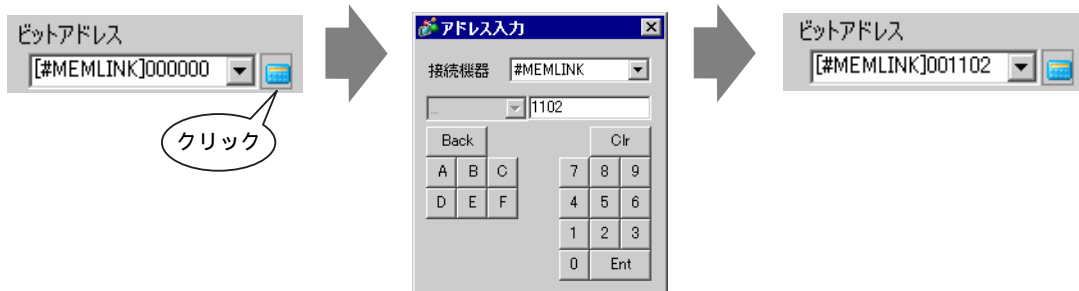 ビットアドレス
[#MEMLINK]000000
クリック
アドレス入力
接続機器 #MEMLINK
... 1102
Back Clr
A B C 7 8 9
D E F 4 5 6
1 2 3
0 Ent
ビットアドレス
[#MEMLINK]001102